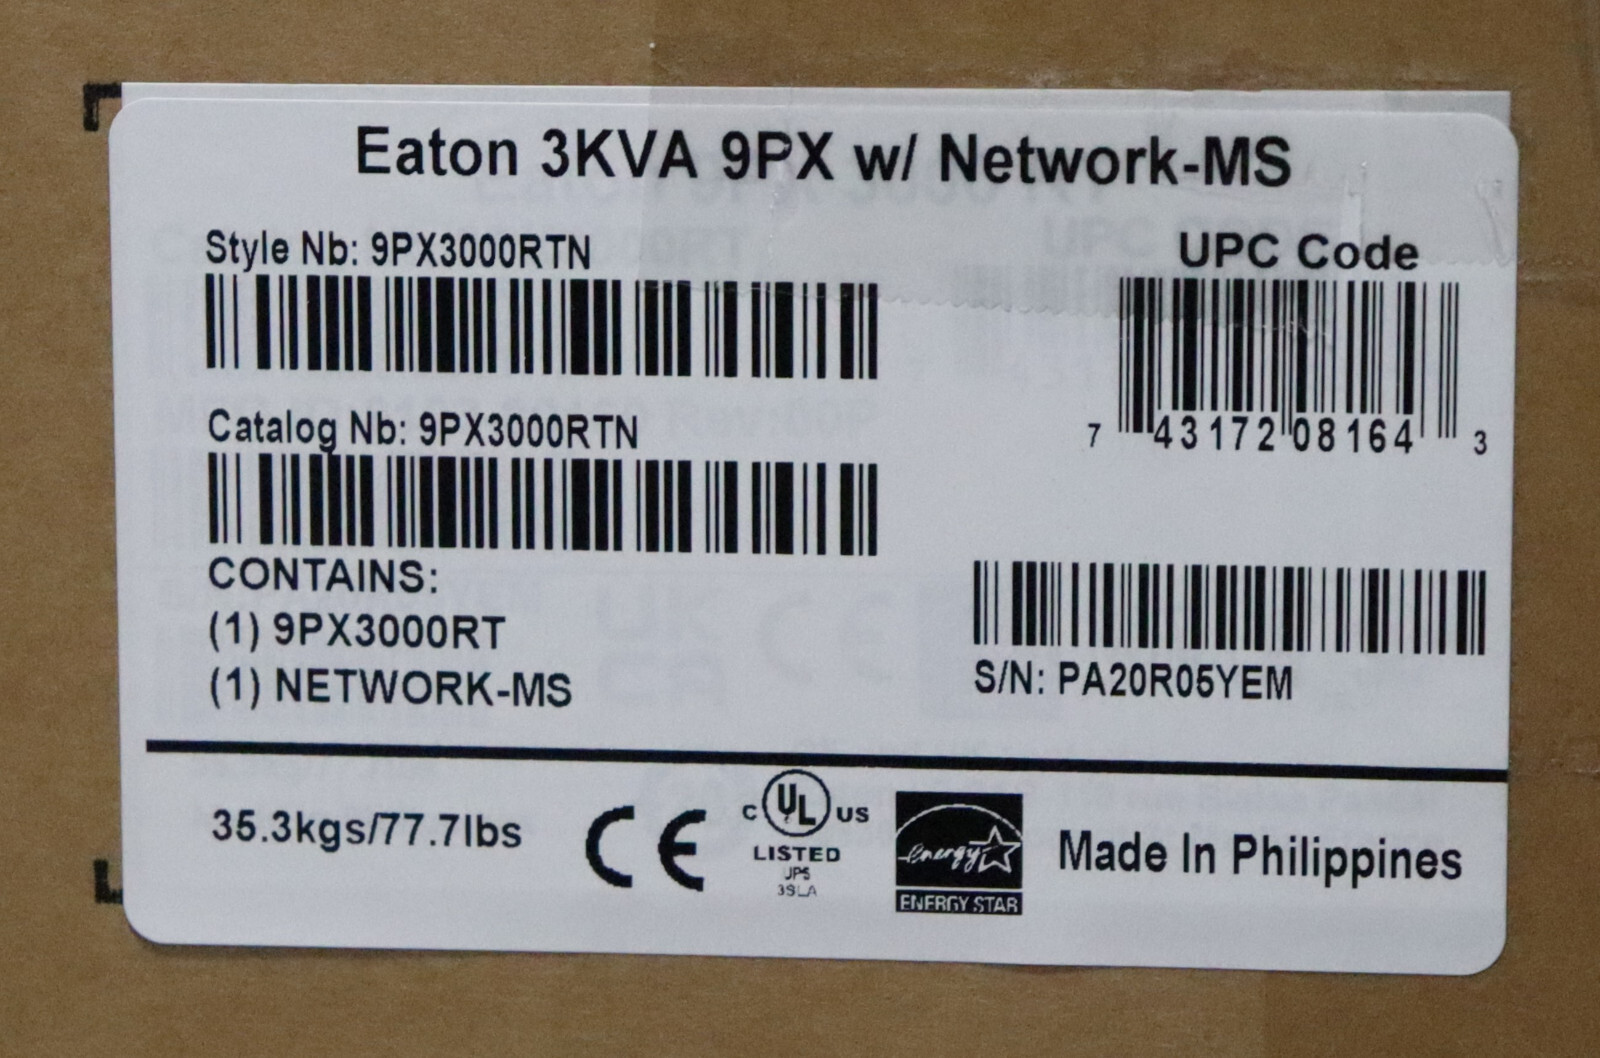 Eaton 3KVA 9PX w/ Network-MS
Style Nb: 9PX3000RTN
UPC Code
7 43172 08164 3
Catalog Nb: 9PX3000RTN
CONTAINS:
(1) 9PX3000RT
(1) NETWORK-MS
S/N: PA20R05YEM
35.3kgs/77.7lbs
CE
C UL US
LISTED
UPS
3SLA
energy
ENERGY STAR
Made In Philippines